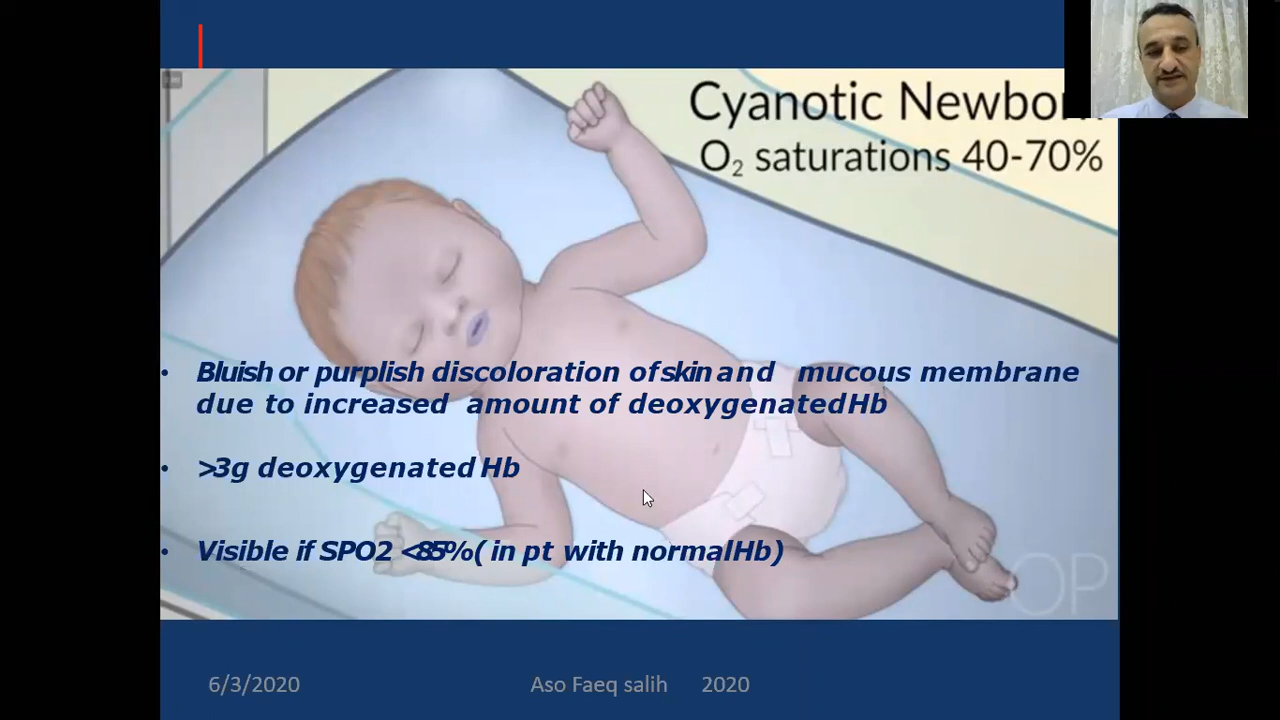 Cyanotic Newborn
O₂ saturations 40-70%
• Bluish or purplish discoloration of skin and mucous membrane
due to increased amount of deoxygenated Hb
• >3g deoxygenated Hb
• Visible if SPO2 <85%( in pt with normal Hb)
OP
6/3/2020 Aso Faeq salih 2020